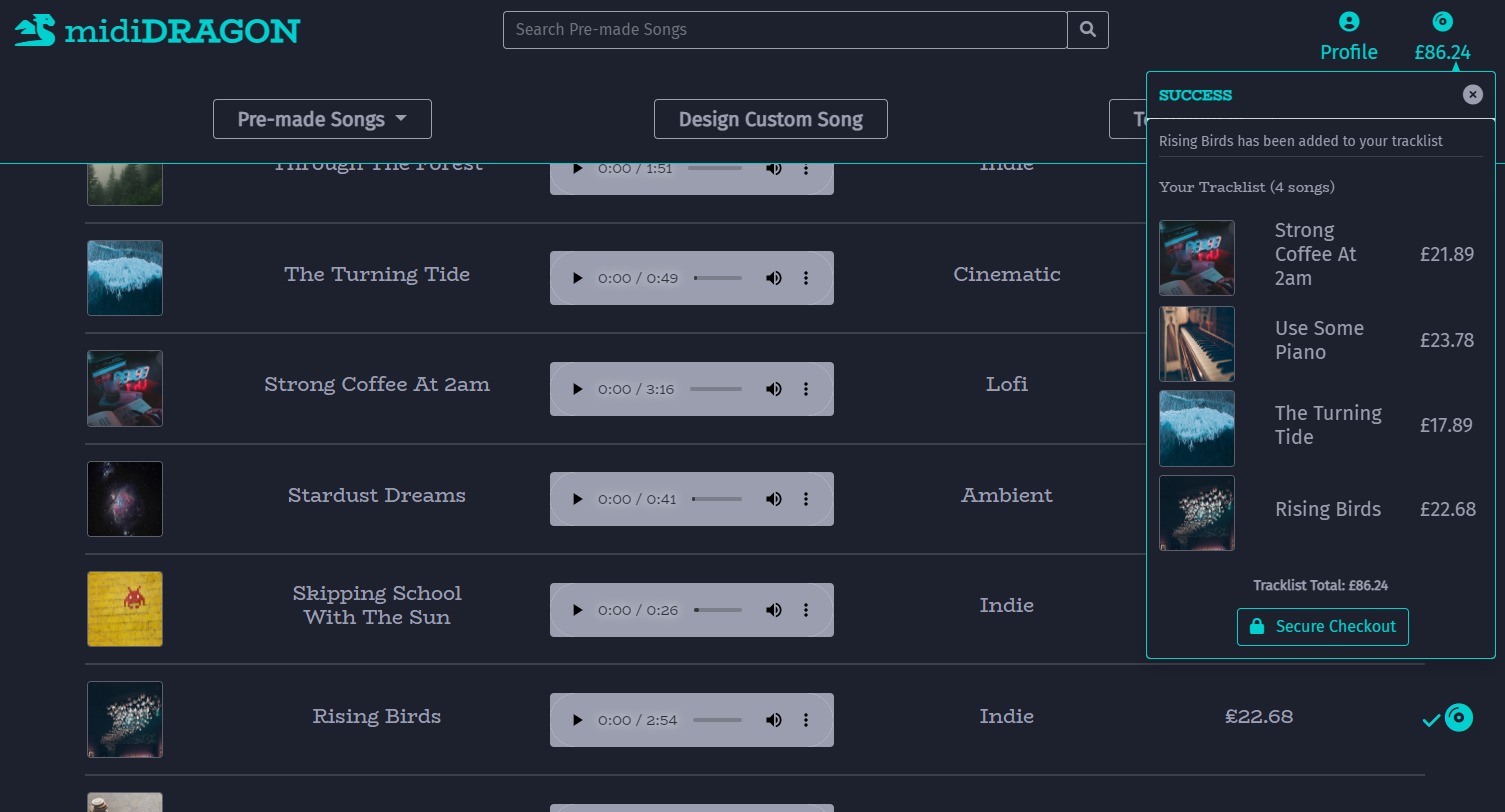 midiDRAGON
Search Pre-made Songs
Profile
£86.24
Pre-made Songs
Design Custom Song
SUCCESS
Rising Birds has been added to your tracklist
Your Tracklist (4 songs)
Strong
Coffee At
2am
£21.89
Use Some
Piano
£23.78
The Turning
Tide
£17.89
Rising Birds
£22.68
Tracklist Total: £86.24
Secure Checkout
Through The Forest
0:00 / 1:51
Indie
The Turning Tide
0:00 / 0:49
Cinematic
Strong Coffee At 2am
0:00 / 3:16
Lofi
Stardust Dreams
0:00 / 0:41
Ambient
Skipping School
With The Sun
0:00 / 0:26
Indie
Rising Birds
0:00 / 2:54
Indie
£22.68